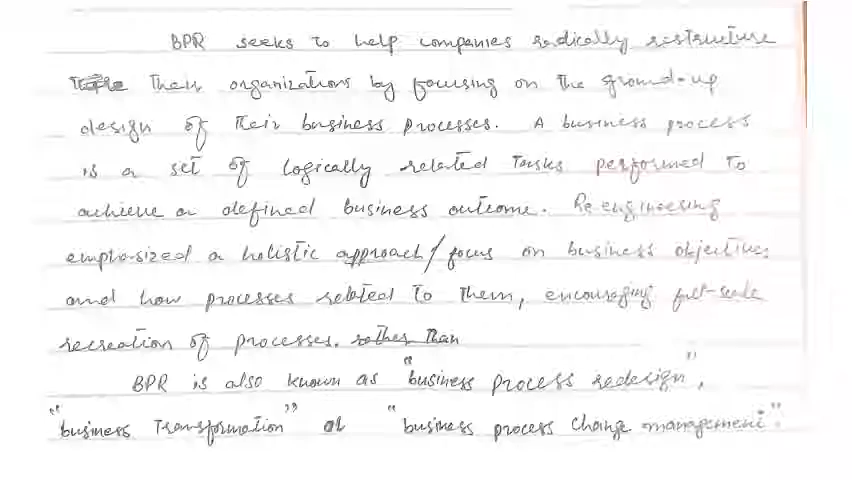 BPR seeks to help companies radically restructure
their organizations by focusing on the ground-up
design of their business processes. A business process
is a set of logically related tasks performed to
achieve a defined business outcome. Re-engineering
emphasized a holistic approach/focus on business objectives
and how processes related to them, encouraging full-scale
recreation of processes. rather than
BPR is also known as "business process redesign",
"business Transformation" or "business process change management".